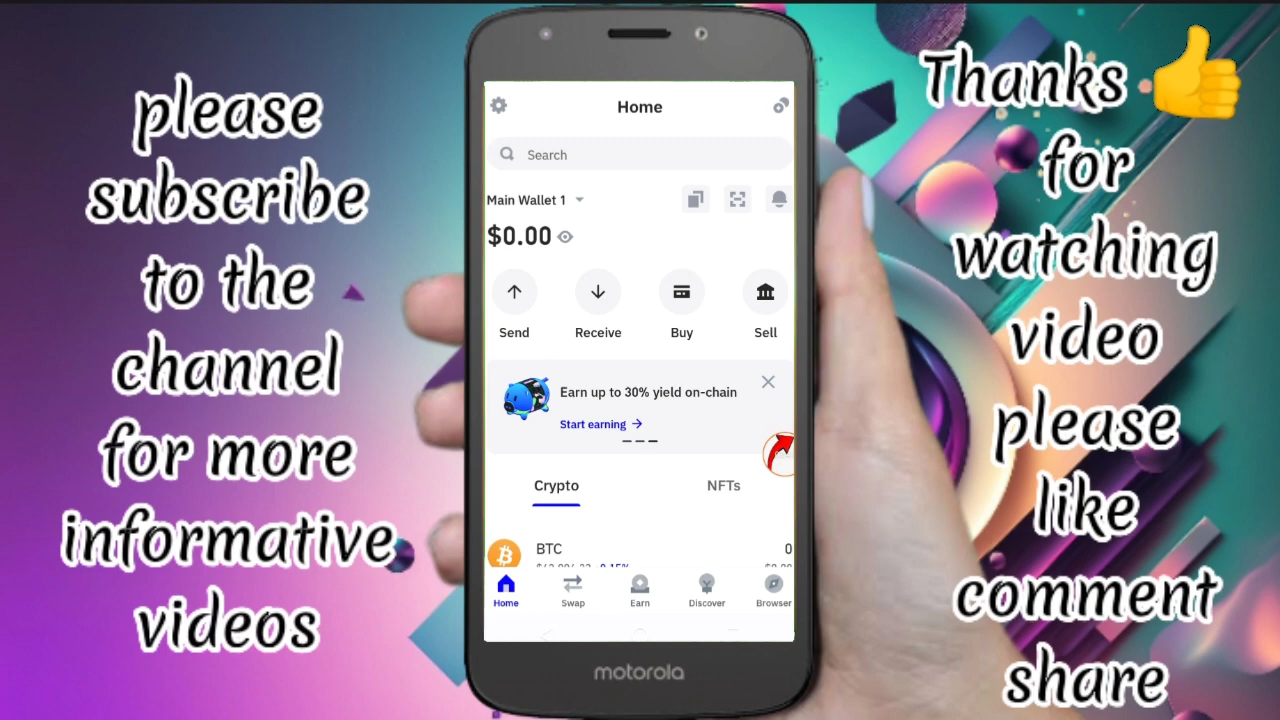 please
subscribe
to the
channel
for more
informative
videos
Home
Search
Main Wallet 1
$0.00
Send
Receive
Buy
Sell
Earn up to 30% yield on-chain
Start earning →
Crypto
NFTs
BTC
0
Home
Swap
Earn
Discover
Browser
motorola
Thanks 👍
for
watching
video
please
like
comment
share